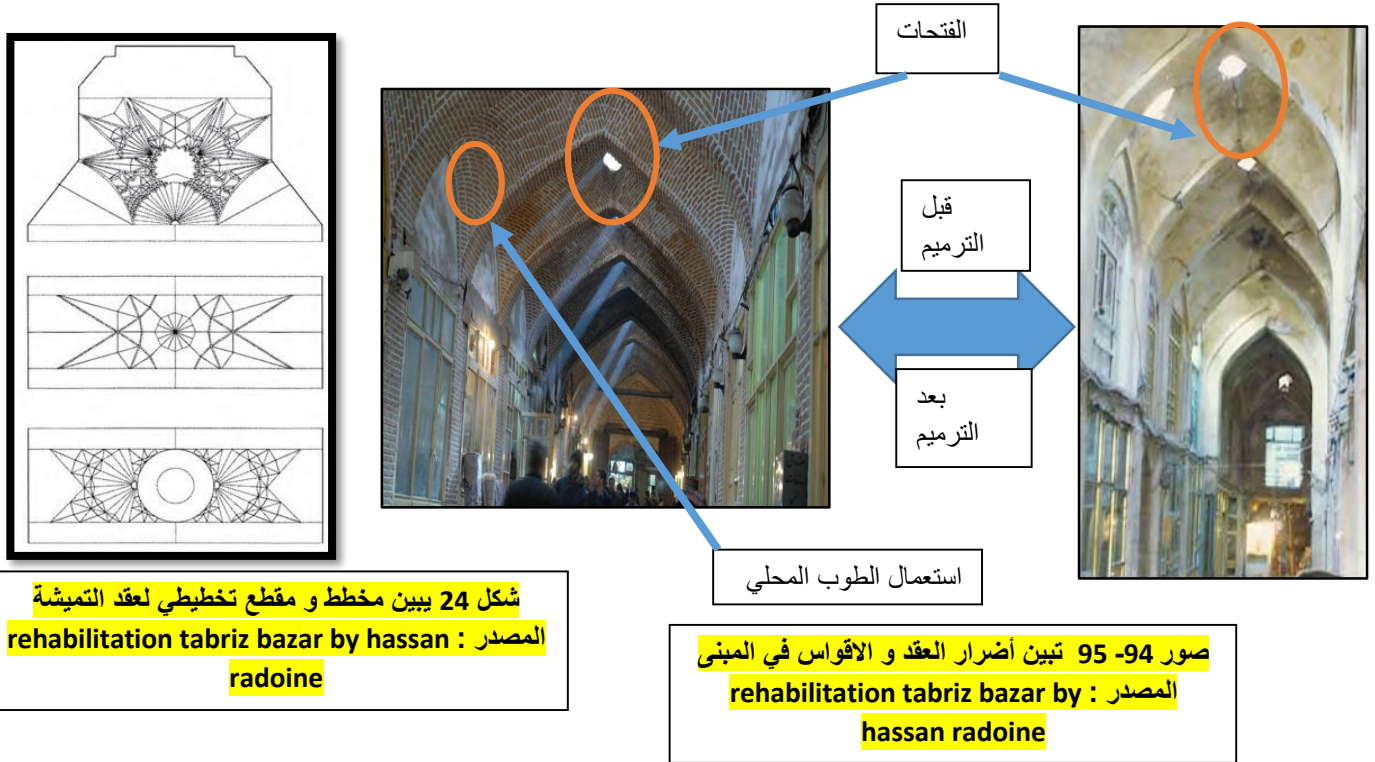 الفتحات
قبل
الترميم
بعد
الترميم
استعمال الطوب المحلي
شكل 24 يبين مخطط و مقطع تخطيطي لعقد التميشة
المصدر : rehabilitation tabriz bazar by hassan
radoine
صور 94- 95 تبين أضرار العقد و الاقواس في المبنى
المصدر : rehabilitation tabriz bazar by
hassan radoine